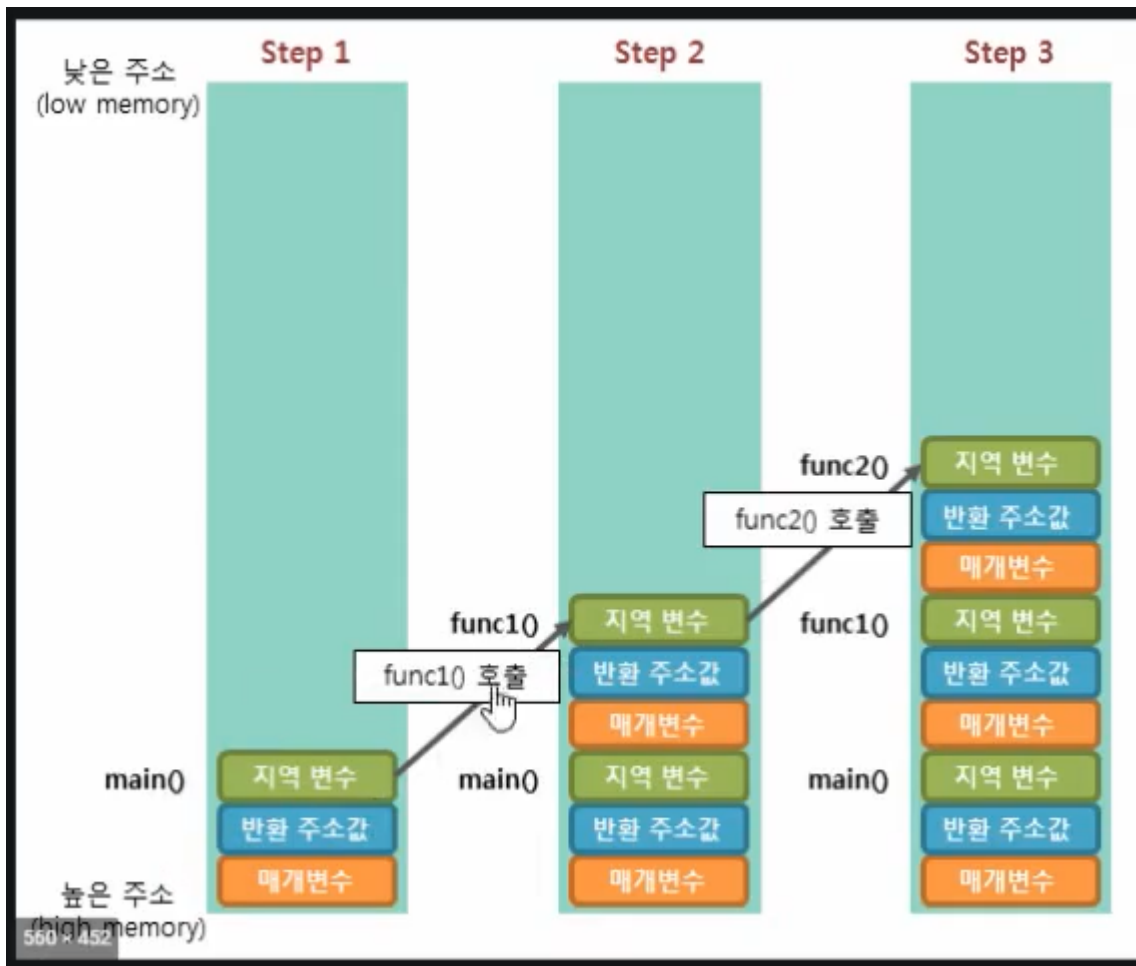 낮은 주소
(low memory)
Step 1
Step 2
Step 3
func2()
지역 변수
func2() 호출
반환 주소값
매개변수
func1()
지역 변수
func1()
지역 변수
func1() 호출
반환 주소값
반환 주소값
매개변수
매개변수
main()
지역 변수
main()
지역 변수
main()
지역 변수
반환 주소값
반환 주소값
반환 주소값
매개변수
매개변수
매개변수
높은 주소
(high memory)
560 × 452